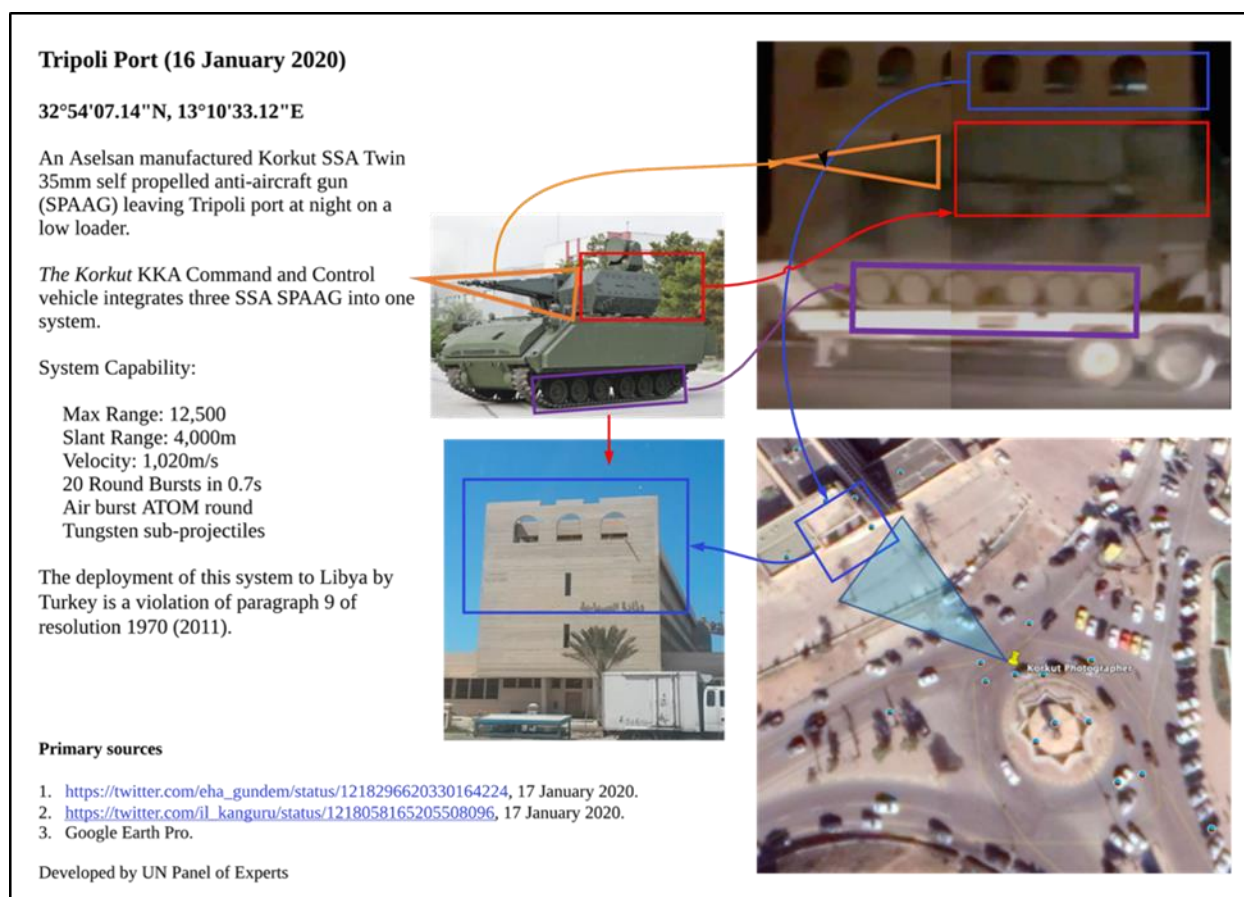 Tripoli Port (16 January 2020)
32°54'07.14"N, 13°10'33.12"E
An Aselsan manufactured Korkut SSA Twin
35mm self propelled anti-aircraft gun
(SPAAG) leaving Tripoli port at night on a
low loader.
The Korkut KKA Command and Control
vehicle integrates three SSA SPAAG into one
system.
System Capability:
Max Range: 12,500
Slant Range: 4,000m
Velocity: 1,020m/s
20 Round Bursts in 0.7s
Air burst ATOM round
Tungsten sub-projectiles
The deployment of this system to Libya by
Turkey is a violation of paragraph 9 of
resolution 1970 (2011).
Korkut Photographer
Primary sources
1. https://twitter.com/eha_gundem/status/1218296620330164224, 17 January 2020.
2. https://twitter.com/il_kanguru/status/1218058165205508096, 17 January 2020.
3. Google Earth Pro.
Developed by UN Panel of Experts